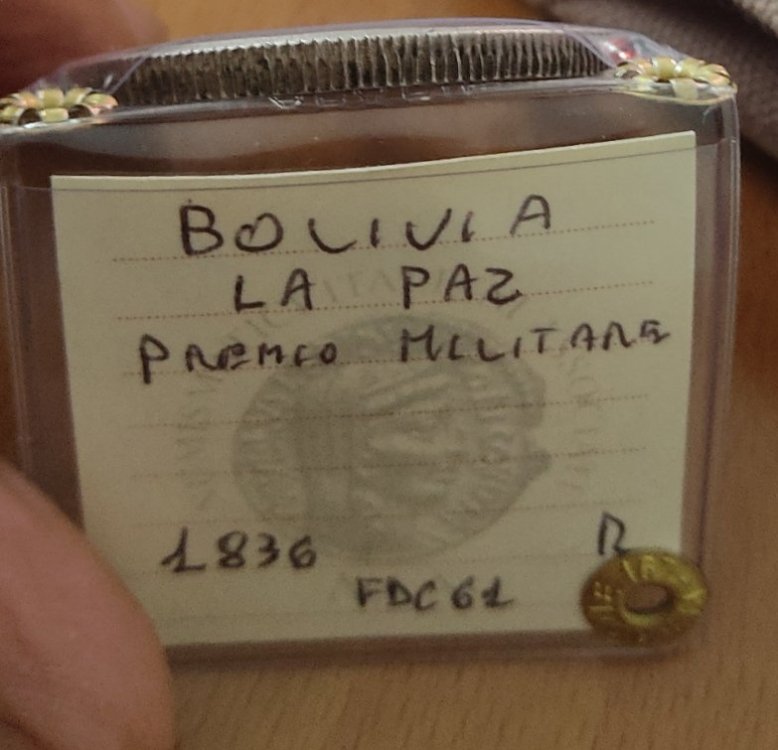 BOLIVIA
LA PAZ
PREMIO MILITARE
1836
R
FDC 61